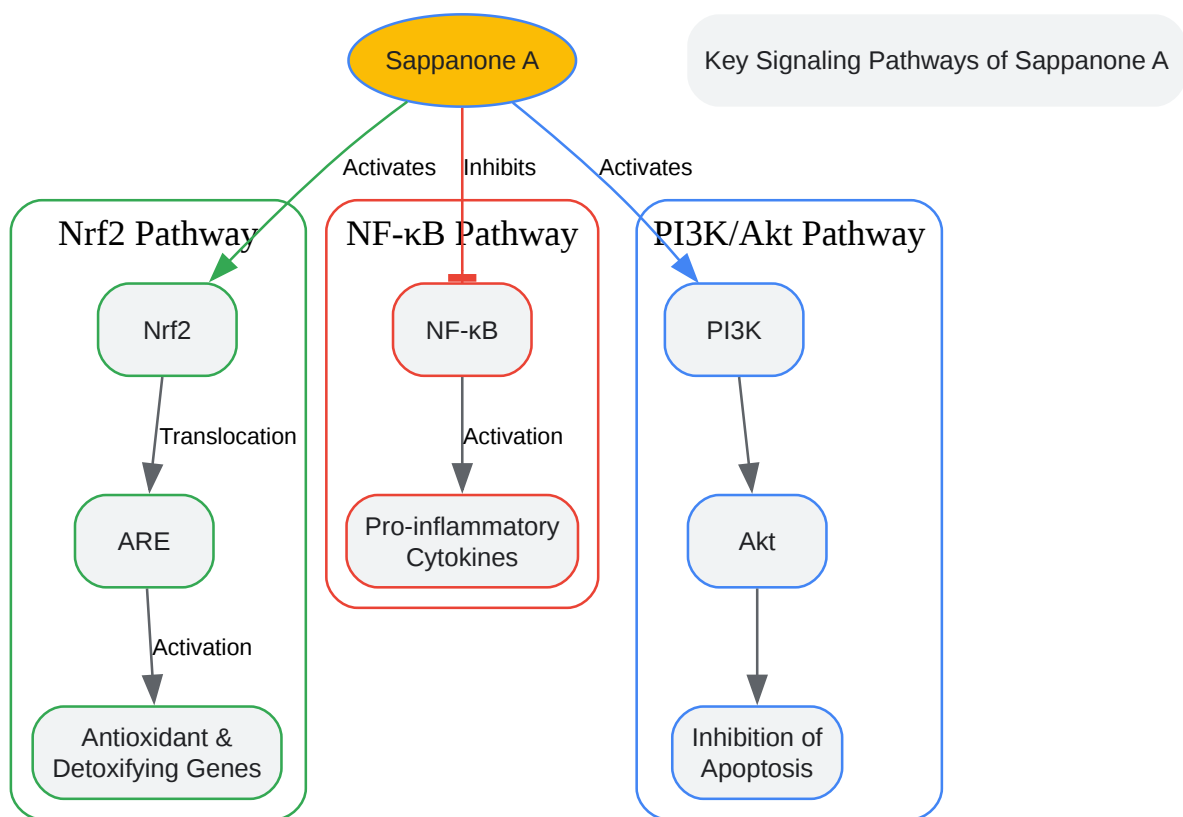 Sappanone A
Key Signaling Pathways of Sappanone A
Activates
Inhibits
Activates
Nrf2 Pathway
NF-κB Pathway
PI3K/Akt Pathway
Nrf2
NF-κB
PI3K
Translocation
Activation
ARE
Pro-inflammatory
Cytokines
Akt
Activation
Antioxidant &
Detoxifying Genes
Inhibition of
Apoptosis